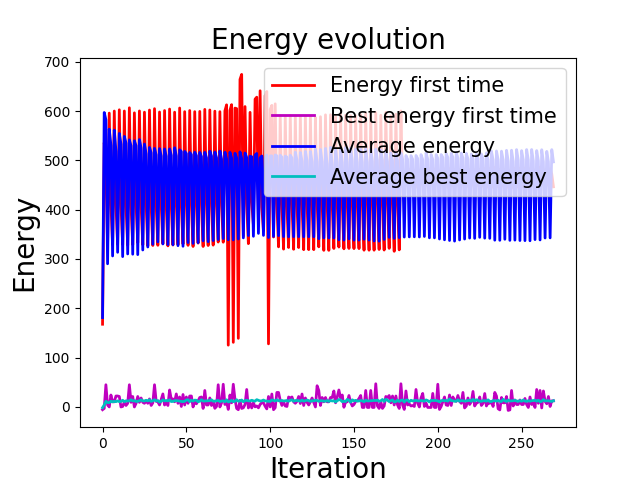 Energy evolution
700
600
500
400
300
200
100
0
Energy
Energy first time
Best energy first time
Average energy
Average best energy
0
50
100
150
200
250
Iteration